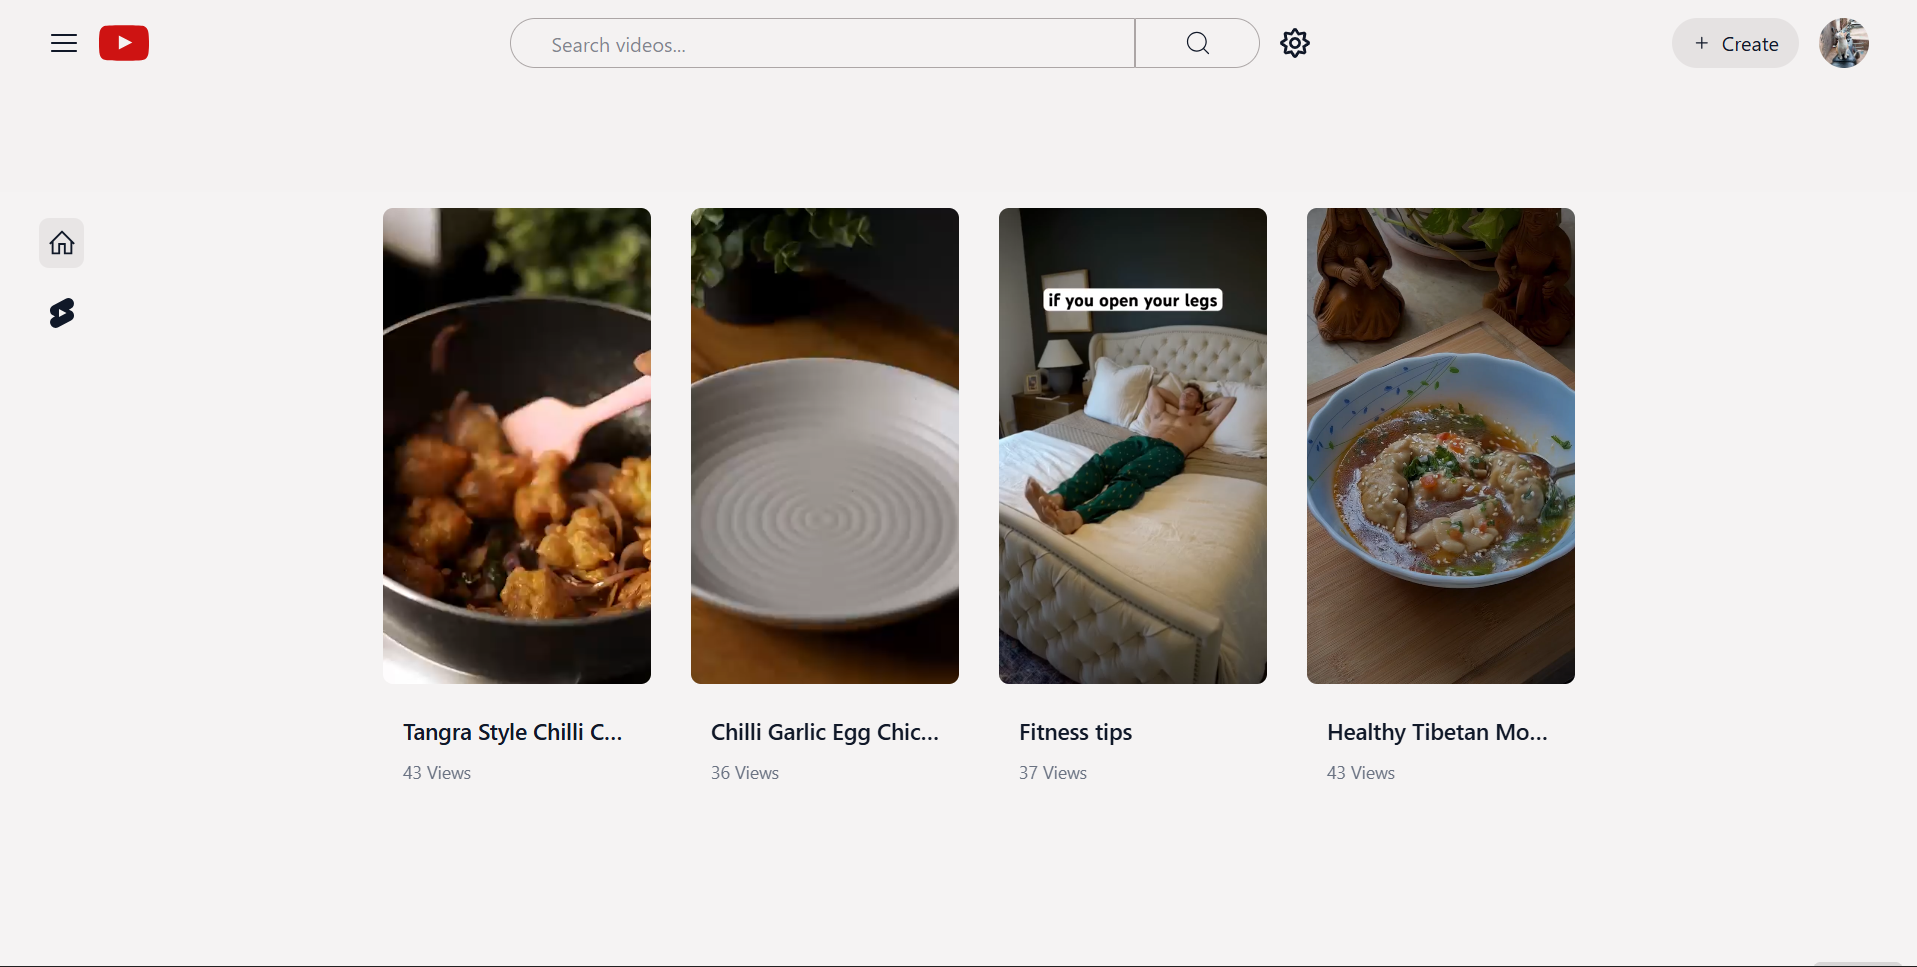 Search videos...
+ Create
if you open your legs
Tangra Style Chilli C...
43 Views
Chilli Garlic Egg Chic...
36 Views
Fitness tips
37 Views
Healthy Tibetan Mo...
43 Views